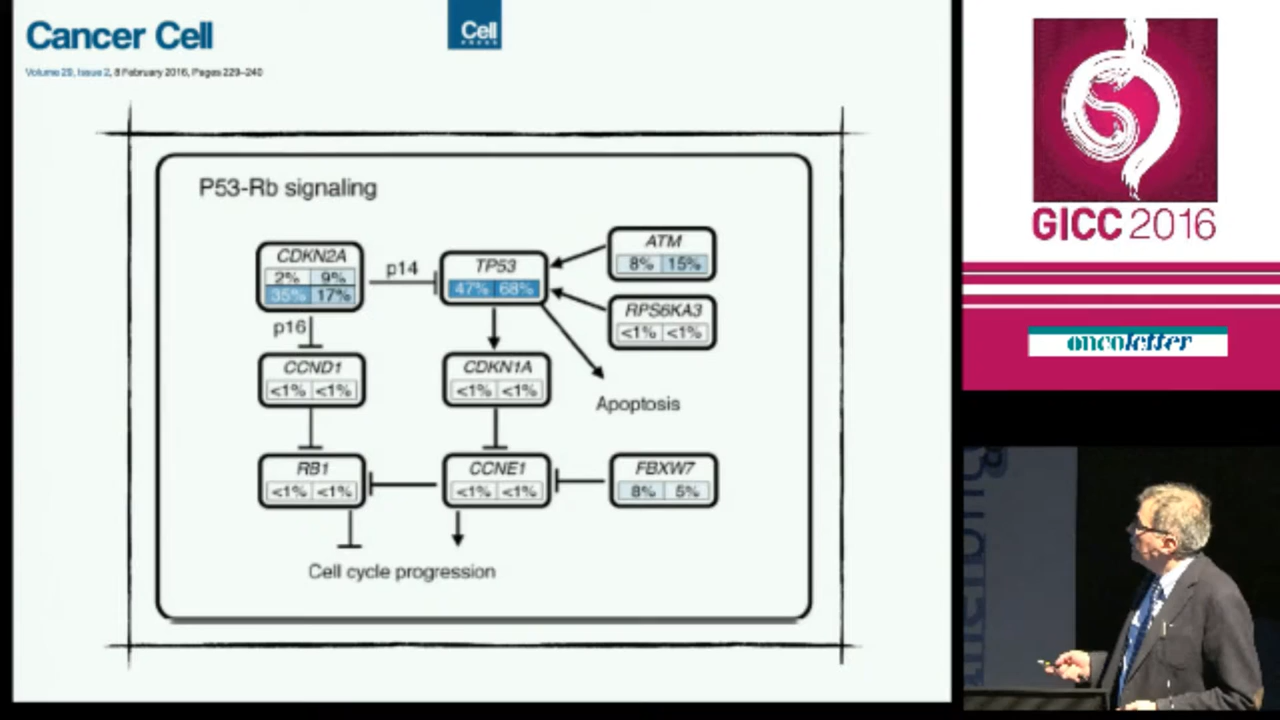 Cancer Cell
Cell
PRESS
Volume 29, Issue 2, 8 February 2016, Pages 229–240
P53-Rb signaling
CDKN2A
2% 9%
35% 17%
p14
TP53
47% 68%
ATM
8% 15%
RPS6KA3
<1% <1%
p16
CCND1
<1% <1%
CDKN1A
<1% <1%
Apoptosis
RB1
<1% <1%
CCNE1
<1% <1%
FBXW7
8% 5%
Cell cycle progression
GICC 2016
oncoletter